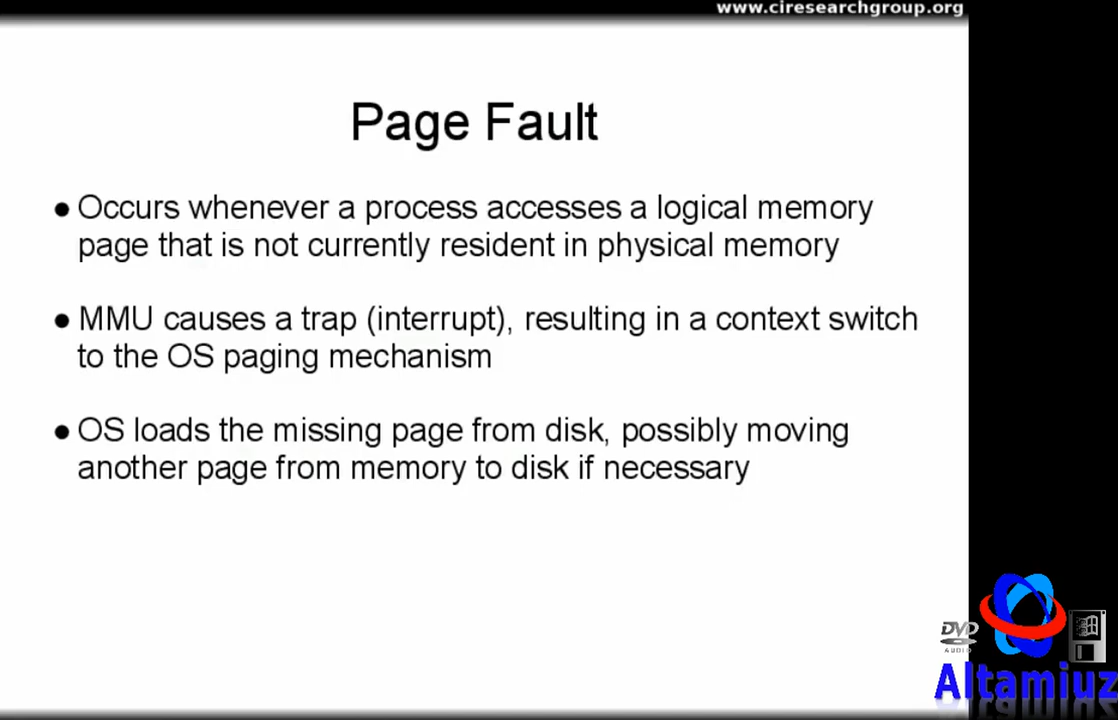 www.ciresearchgroup.org
Page Fault
● Occurs whenever a process accesses a logical memory
page that is not currently resident in physical memory
● MMU causes a trap (interrupt), resulting in a context switch
to the OS paging mechanism
● OS loads the missing page from disk, possibly moving
another page from memory to disk if necessary
DVD
AUDIO
Altamiuz